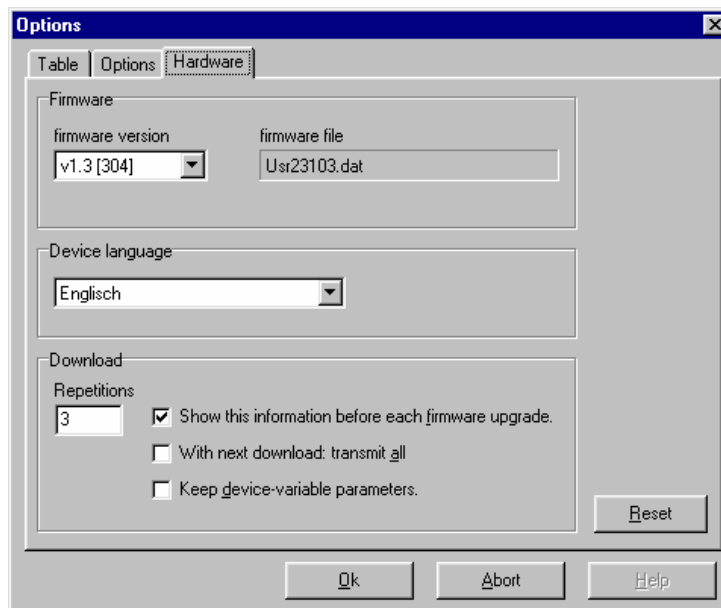 Options
Table Options Hardware
Firmware
firmware version firmware file
v1.3 [304] Usr23103.dat
Device language
Englisch
Download
Repetitions
3 Show this information before each firmware upgrade.
With next download: transmit all
Keep device-variable parameters.
Reset
Ok Abort Help